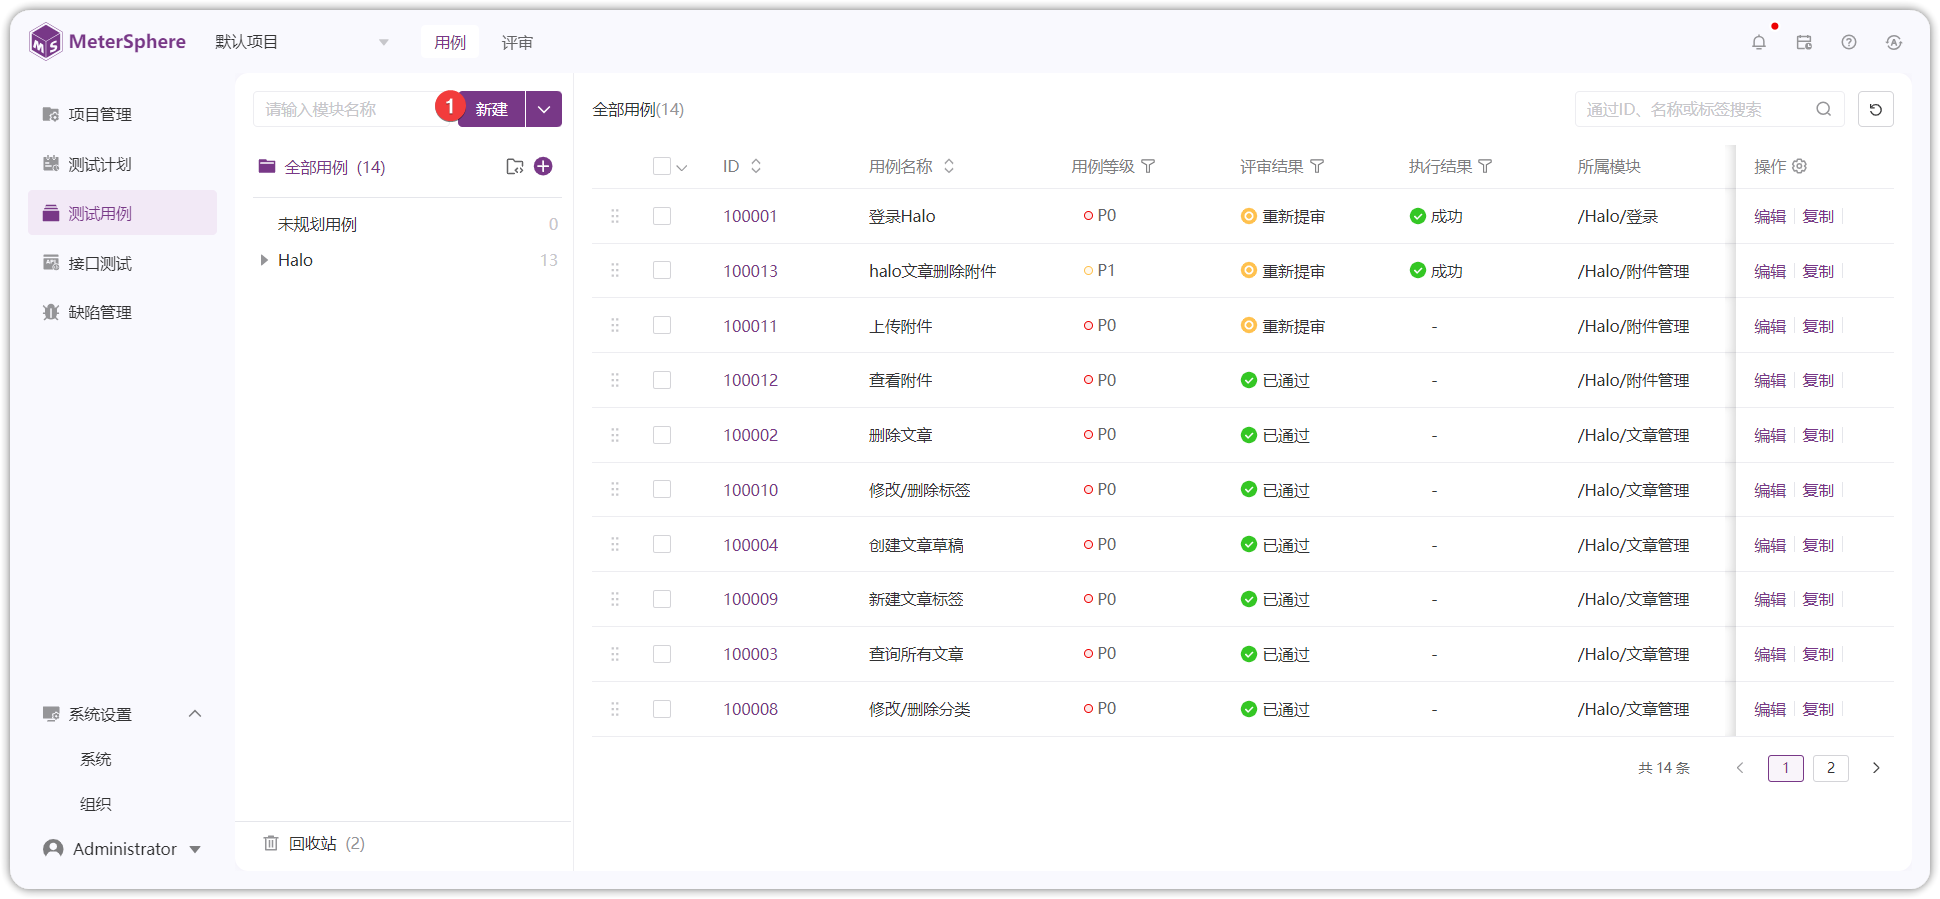 MeterSphere 默认项目 用例 评审
项目管理
测试计划
测试用例
接口测试
缺陷管理
系统设置
系统
组织
Administrator
请输入模块名称 1 新建
全部用例 (14)
未规划用例 0
Halo 13
回收站 (2)
全部用例(14) 通过ID、名称或标签搜索
ID 用例名称 用例等级 评审结果 执行结果 所属模块 操作
100001 登录Halo P0 重新提审 成功 /Halo/登录 编辑 复制
100013 halo文章删除附件 P1 重新提审 成功 /Halo/附件管理 编辑 复制
100011 上传附件 P0 重新提审 - /Halo/附件管理 编辑 复制
100012 查看附件 P0 已通过 - /Halo/附件管理 编辑 复制
100002 删除文章 P0 已通过 - /Halo/文章管理 编辑 复制
100010 修改/删除标签 P0 已通过 - /Halo/文章管理 编辑 复制
100004 创建文章草稿 P0 已通过 - /Halo/文章管理 编辑 复制
100009 新建文章标签 P0 已通过 - /Halo/文章管理 编辑 复制
100003 查询所有文章 P0 已通过 - /Halo/文章管理 编辑 复制
100008 修改/删除分类 P0 已通过 - /Halo/文章管理 编辑 复制
共 14 条 1 2